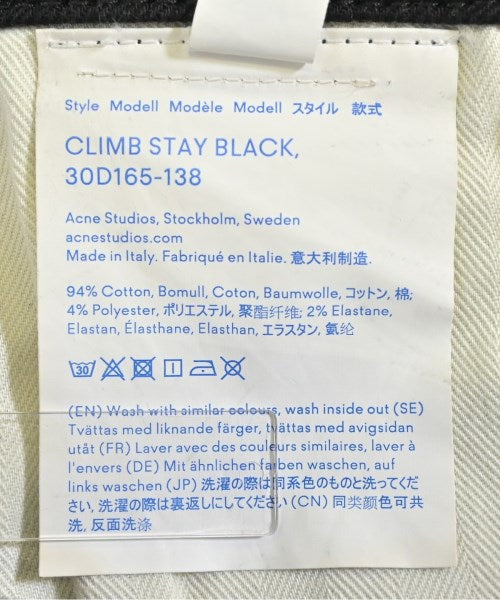 Style Modell Modèle Modell スタイル 款式
CLIMB STAY BLACK,
30D165-138
Acne Studios, Stockholm, Sweden
acnestudios.com
Made in Italy. Fabriqué en Italie. 意大利制造.
94% Cotton, Bomull, Coton, Baumwolle, コットン, 棉;
4% Polyester, ポリエステル, 聚酯纤维; 2% Elastane,
Elastan, Élasthane, Elasthan, エラスタン, 氨纶
30
(EN) Wash with similar colours, wash inside out (SE)
Tvättas med liknande färger, tvättas med avigsidan
utåt (FR) Laver avec des couleurs similaires, laver à
l'envers (DE) Mit ähnlichen farben waschen, auf
links waschen (JP) 洗濯の際は同系色のものと洗ってくだ
さい, 洗濯の際は裏返しにしてください (CN) 同类颜色可共
洗, 反面洗涤